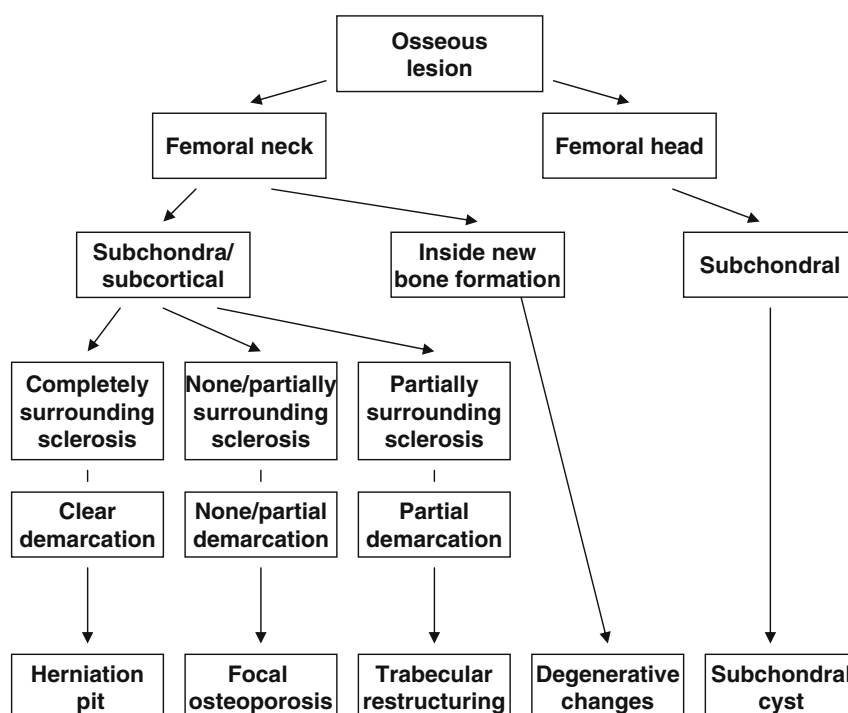 Osseous
lesion
Femoral neck
Femoral head
Subchondra/
subcortical
Inside new
bone formation
Subchondral
Completely
surrounding
sclerosis
None/partially
surrounding
sclerosis
Partially
surrounding
sclerosis
Clear
demarcation
None/partial
demarcation
Partial
demarcation
Herniation
pit
Focal
osteoporosis
Trabecular
restructuring
Degenerative
changes
Subchondral
cyst